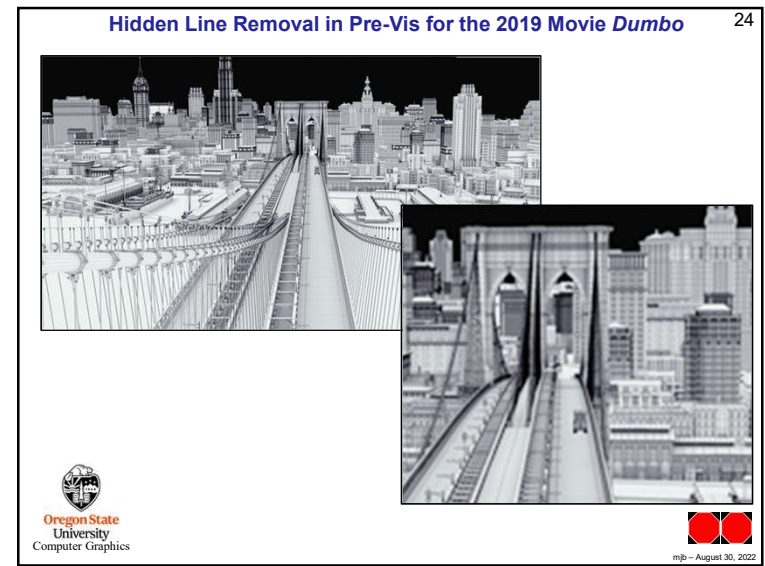 Hidden Line Removal in Pre-Vis for the 2019 Movie Dumbo
24
Oregon State
University
Computer Graphics
mjb – August 30, 2022